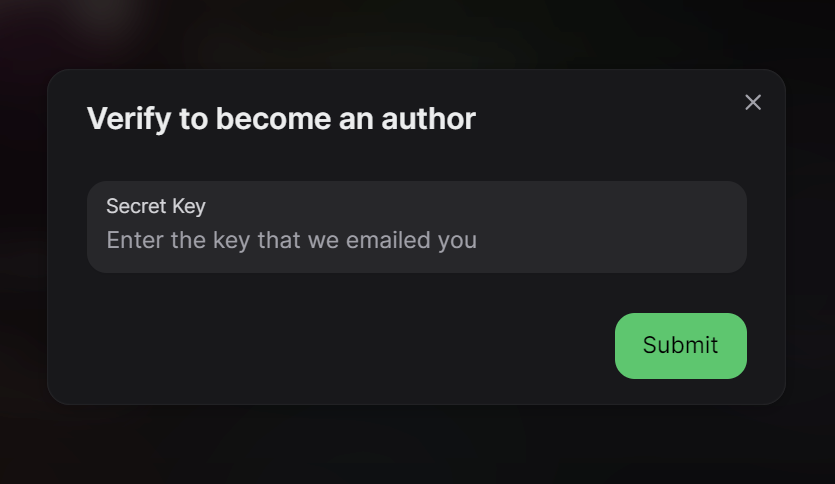 Verify to become an author
Secret Key
Enter the key that we emailed you
Submit